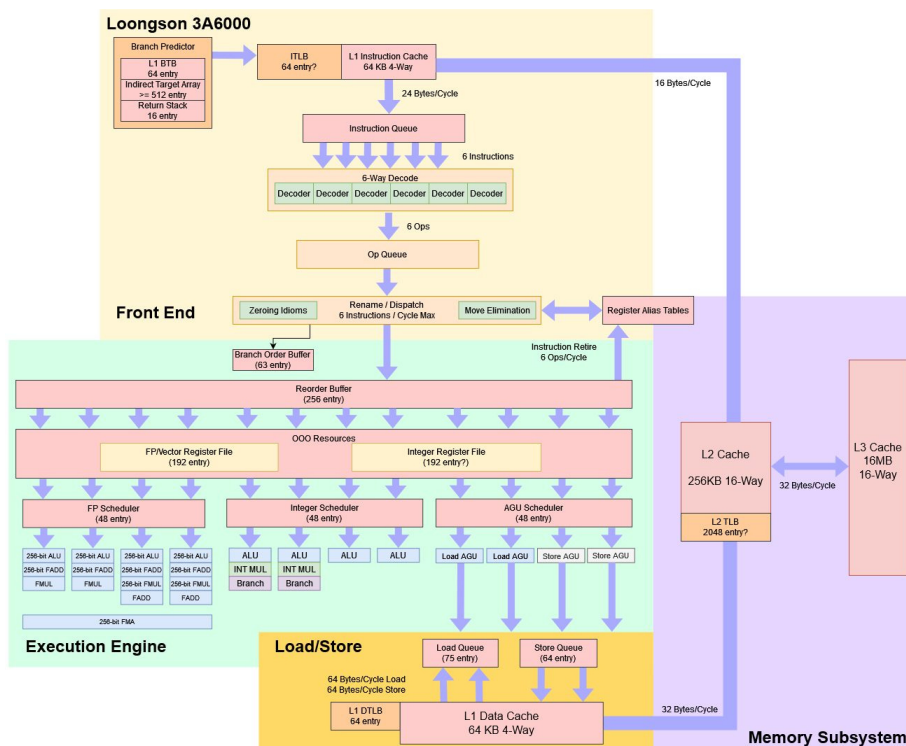 Loongson 3A6000
Branch Predictor
L1 BTB
64 entry
Indirect Target Array
>= 512 entry
Return Stack
16 entry
ITLB
64 entry?
L1 Instruction Cache
64 KB 4-Way
24 Bytes/Cycle
16 Bytes/Cycle
Instruction Queue
6 Instructions
6-Way Decode
Decoder Decoder Decoder Decoder Decoder Decoder
6 Ops
Op Queue
Front End
Zeroing Idioms
Rename / Dispatch
6 Instructions / Cycle Max
Move Elimination
Register Alias Tables
Branch Order Buffer
(63 entry)
Instruction Retire
6 Ops/Cycle
Reorder Buffer
(256 entry)
OOO Resources
FP/Vector Register File
(192 entry)
Integer Register File
(192 entry?)
L2 Cache
256KB 16-Way
L2 TLB
2048 entry?
32 Bytes/Cycle
L3 Cache
16MB
16-Way
FP Scheduler
(48 entry)
Integer Scheduler
(48 entry)
AGU Scheduler
(48 entry)
256-bit ALU 256-bit ALU 256-bit ALU 256-bit ALU
256-bit FADD 256-bit FADD 256-bit FADD 256-bit FADD
FMUL FMUL 256-bit FMUL 256-bit FMUL
FADD FADD
256-bit FMA
ALU ALU ALU ALU
INT MUL INT MUL
Branch Branch
Load AGU Load AGU Store AGU Store AGU
Execution Engine
Load/Store
Load Queue
(75 entry)
Store Queue
(64 entry)
64 Bytes/Cycle Load
64 Bytes/Cycle Store
L1 DTLB
64 entry
L1 Data Cache
64 KB 4-Way
32 Bytes/Cycle
Memory Subsystem